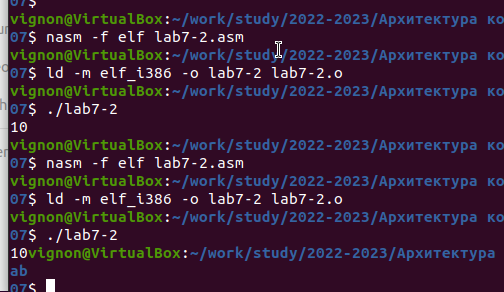 07$
vignon@VirtualBox:~/work/study/2022-2023/Архитектура ко
07$ nasm -f elf lab7-2.asm
vignon@VirtualBox:~/work/study/2022-2023/Архитектура ко
07$ ld -m elf_i386 -o lab7-2 lab7-2.o
vignon@VirtualBox:~/work/study/2022-2023/Архитектура ко
07$ ./lab7-2
10
vignon@VirtualBox:~/work/study/2022-2023/Архитектура ко
07$ nasm -f elf lab7-2.asm
vignon@VirtualBox:~/work/study/2022-2023/Архитектура ко
07$ ld -m elf_i386 -o lab7-2 lab7-2.o
vignon@VirtualBox:~/work/study/2022-2023/Архитектура ко
07$ ./lab7-2
10vignon@VirtualBox:~/work/study/2022-2023/Архитектура
ab
07$